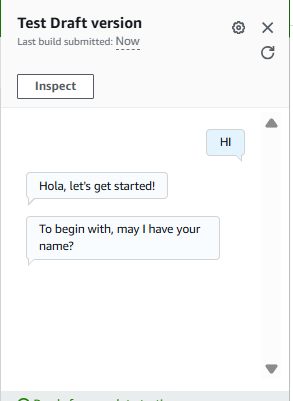 Test Draft version
Last build submitted: Now
Inspect
HI
Hola, let's get started!
To begin with, may I have your
name?